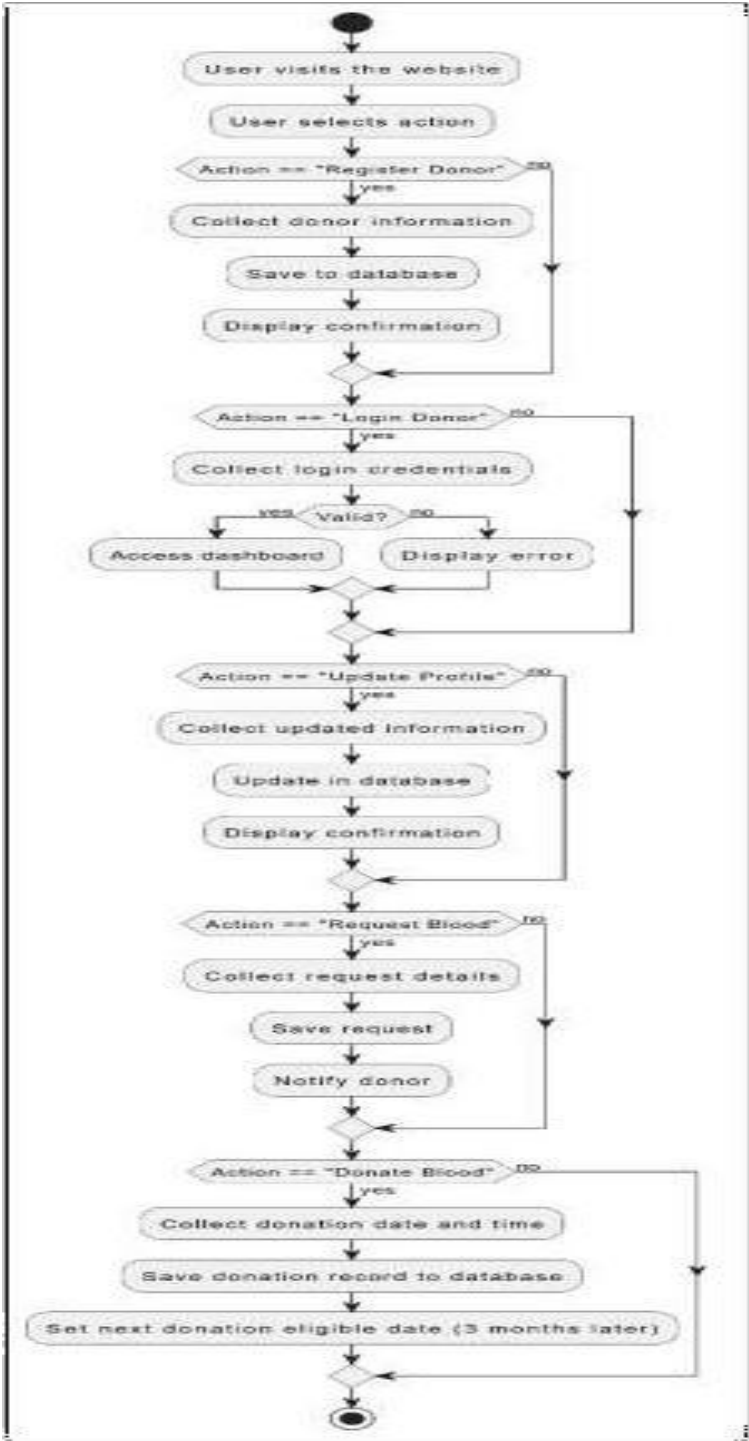 User visits the website
User selects action
Action == "Register Donor"
no
yes
Collect donor information
Save to database
Display confirmation
Action == "Login Donor"
no
yes
Collect login credentials
yes
Valid?
no
Access dashboard
Display error
Action == "Update Profile"
no
yes
Collect updated information
Update in database
Display confirmation
Action == "Request Blood"
no
yes
Collect request details
Save request
Notify donor
Action == "Donate Blood"
no
yes
Collect donation date and time
Save donation record to database
Set next donation eligible date (3 months later)